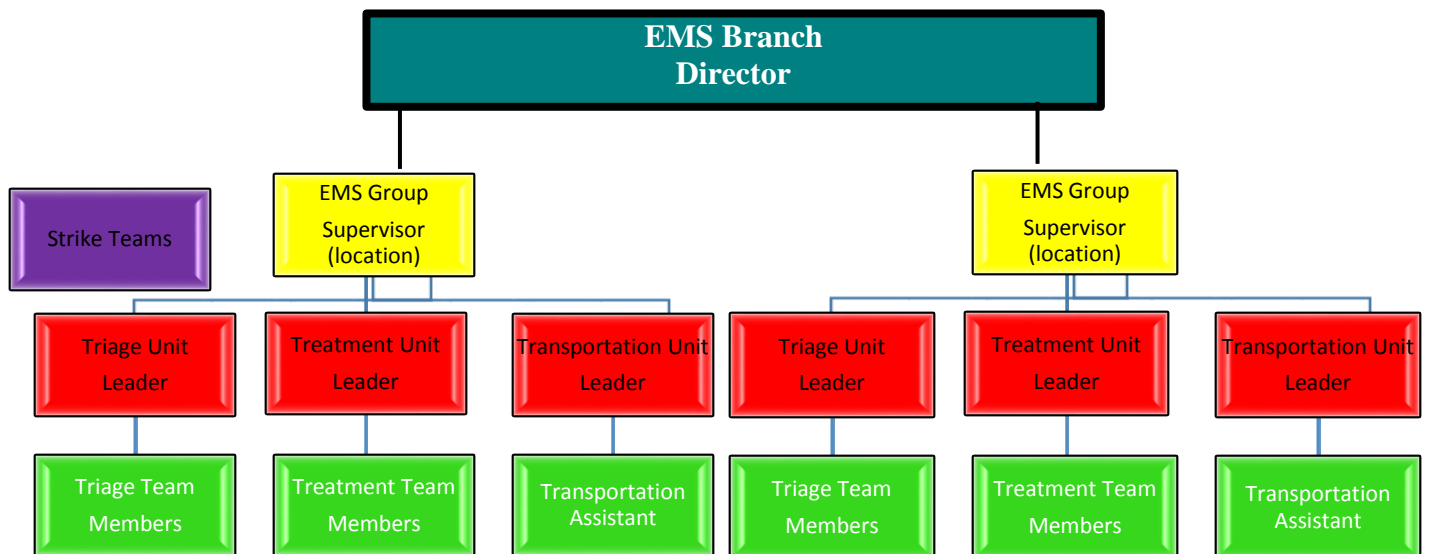 EMS Branch
Director
EMS Group
Supervisor
(location)
EMS Group
Supervisor
(location)
Strike Teams
Triage Unit
Leader
Treatment Unit
Leader
Transportation Unit
Leader
Triage Unit
Leader
Treatment Unit
Leader
Transportation Unit
Leader
Triage Team
Members
Treatment Team
Members
Transportation
Assistant
Triage Team
Members
Treatment Team
Members
Transportation
Assistant